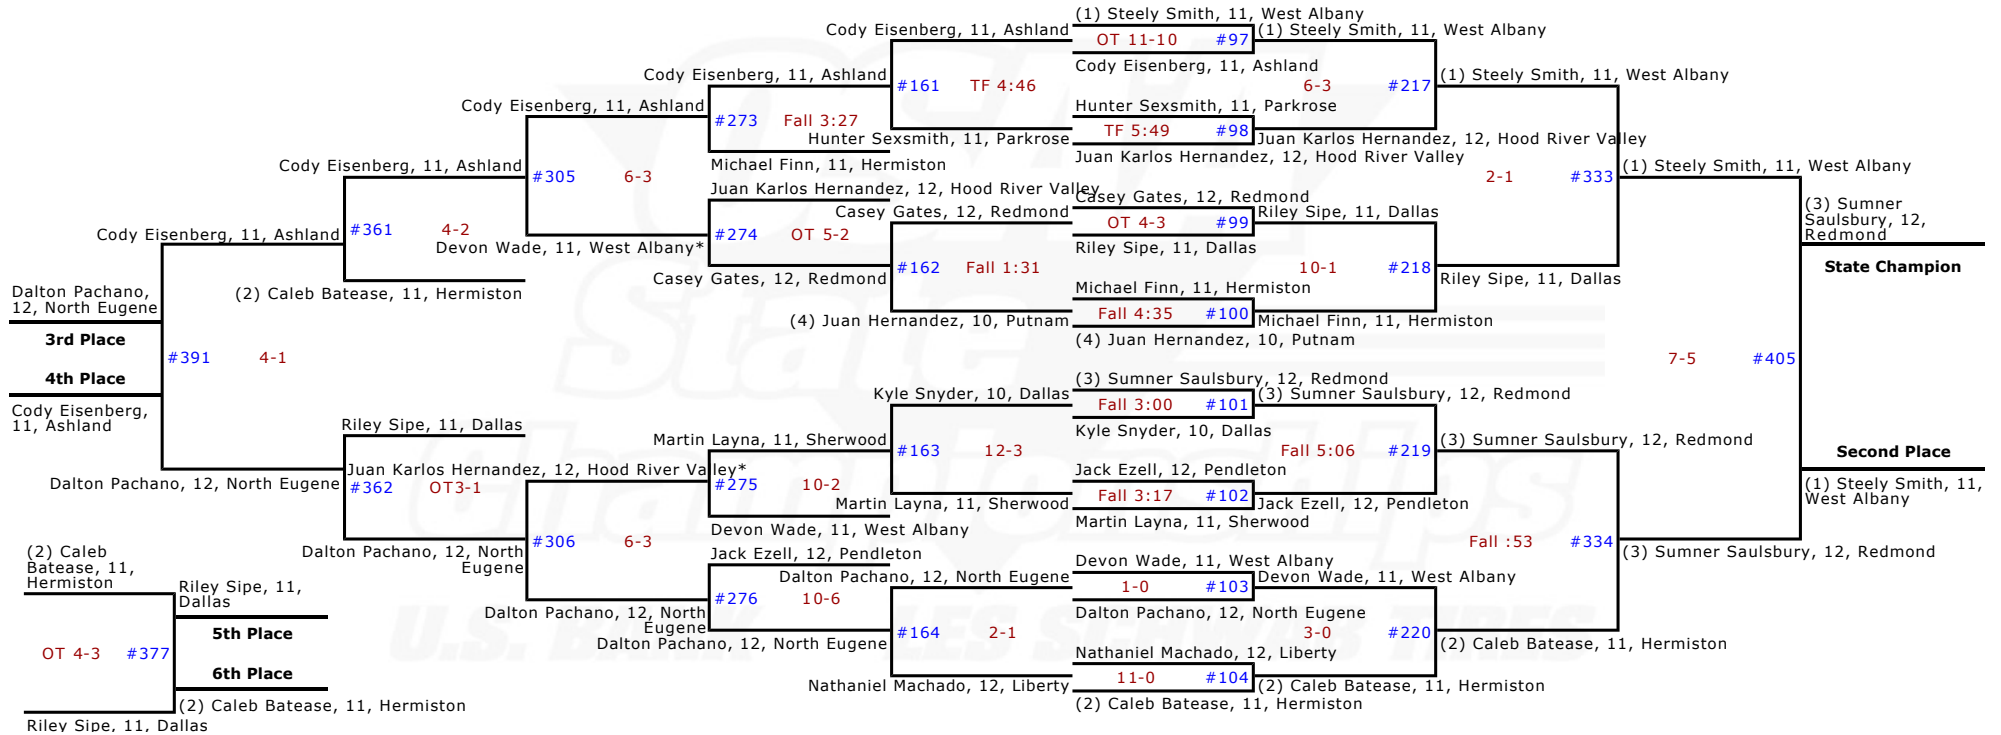 (1) Steely Smith, 11, West Albany
Cody Eisenberg, 11, Ashland
OT 11-10 #97
(1) Steely Smith, 11, West Albany
Cody Eisenberg, 11, Ashland
Cody Eisenberg, 11, Ashland
#161 TF 4:46
6-3 #217
(1) Steely Smith, 11, West Albany
Cody Eisenberg, 11, Ashland
Hunter Sexsmith, 11, Parkrose
#273 Fall 3:27
TF 5:49 #98
Hunter Sexsmith, 11, Parkrose
Juan Karlos Hernandez, 12, Hood River Valley
Juan Karlos Hernandez, 12, Hood River Valley
Cody Eisenberg, 11, Ashland
Michael Finn, 11, Hermiston
(1) Steely Smith, 11, West Albany
#305 6-3
2-1 #333
Juan Karlos Hernandez, 12, Hood River Valley
Casey Gates, 12, Redmond
(3) Sumner
Saulsbury, 12,
Redmond
Casey Gates, 12, Redmond
OT 4-3 #99
Riley Sipe, 11, Dallas
Cody Eisenberg, 11, Ashland
#361 4-2
#274 OT 5-2
Devon Wade, 11, West Albany*
Riley Sipe, 11, Dallas
State Champion
#162 Fall 1:31
10-1 #218
Casey Gates, 12, Redmond
Riley Sipe, 11, Dallas
Dalton Pachano,
12, North Eugene
(2) Caleb Batease, 11, Hermiston
Michael Finn, 11, Hermiston
Fall 4:35 #100
(4) Juan Hernandez, 10, Putnam
Michael Finn, 11, Hermiston
3rd Place
(4) Juan Hernandez, 10, Putnam
#391 4-1
7-5 #405
4th Place
(3) Sumner Saulsbury, 12, Redmond
Kyle Snyder, 10, Dallas
Fall 3:00 #101
(3) Sumner Saulsbury, 12, Redmond
Cody Eisenberg,
11, Ashland
Riley Sipe, 11, Dallas
Kyle Snyder, 10, Dallas
Martin Layna, 11, Sherwood
#163 12-3
Fall 5:06 #219
(3) Sumner Saulsbury, 12, Redmond
Second Place
Juan Karlos Hernandez, 12, Hood River Valley*
Jack Ezell, 12, Pendleton
Dalton Pachano, 12, North Eugene
#362 OT3-1
#275 10-2
Fall 3:17 #102
(1) Steely Smith, 11,
West Albany
Martin Layna, 11, Sherwood
Jack Ezell, 12, Pendleton
Martin Layna, 11, Sherwood
Devon Wade, 11, West Albany
#306 6-3
Fall :53 #334
(2) Caleb
Batease, 11,
Hermiston
Dalton Pachano, 12, North
Eugene
Jack Ezell, 12, Pendleton
(3) Sumner Saulsbury, 12, Redmond
Devon Wade, 11, West Albany
Dalton Pachano, 12, North Eugene
1-0 #103
Devon Wade, 11, West Albany
Riley Sipe, 11,
Dallas
#276 10-6
Dalton Pachano, 12, North
Eugene
Dalton Pachano, 12, North Eugene
5th Place
#164 2-1
3-0 #220
Dalton Pachano, 12, North Eugene
(2) Caleb Batease, 11, Hermiston
OT 4-3 #377
Nathaniel Machado, 12, Liberty
6th Place
11-0 #104
Nathaniel Machado, 12, Liberty
(2) Caleb Batease, 11, Hermiston
(2) Caleb Batease, 11, Hermiston
(2) Caleb Batease, 11, Hermiston
Riley Sipe, 11, Dallas
OSAA
State
Championships
U.S. BANK LES SCHWAB TIRES